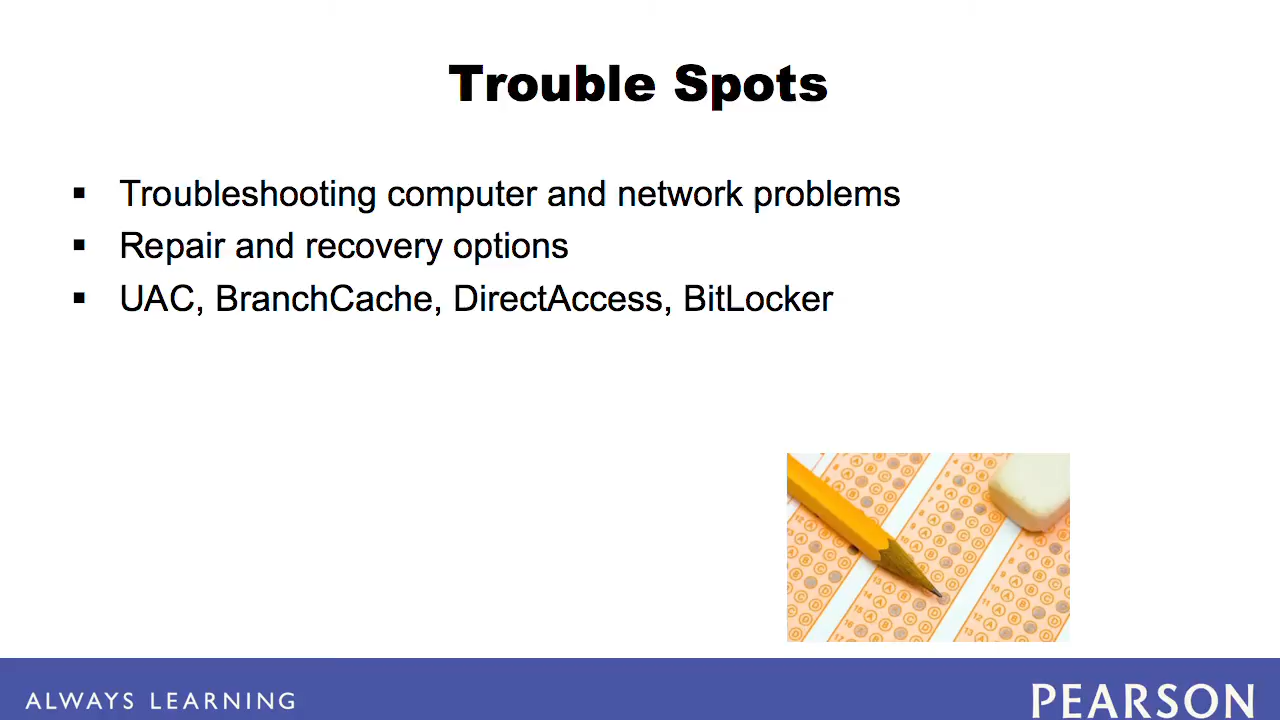 Trouble Spots
▪ Troubleshooting computer and network problems
▪ Repair and recovery options
▪ UAC, BranchCache, DirectAccess, BitLocker
ALWAYS LEARNING
PEARSON